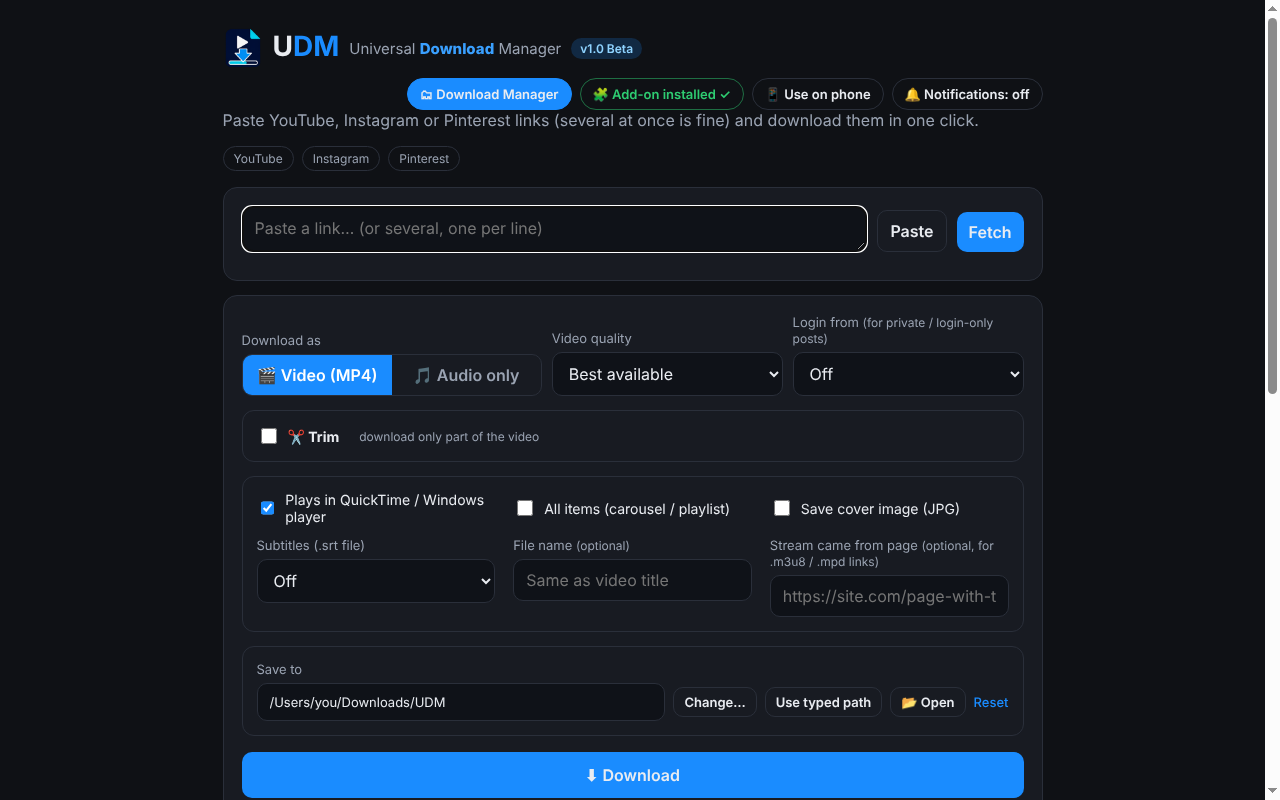 UDM Universal Download Manager v1.0 Beta
🗂 Download Manager 🧩 Add-on installed ✓ 📱 Use on phone 🔔 Notifications: off
Paste YouTube, Instagram or Pinterest links (several at once is fine) and download them in one click.
YouTube Instagram Pinterest
Paste a link... (or several, one per line) Paste Fetch
Download as
🎬 Video (MP4) 🎵 Audio only
Video quality
Best available
Login from (for private / login-only
posts)
Off
✂️ Trim download only part of the video
Plays in QuickTime / Windows
player
All items (carousel / playlist)
Save cover image (JPG)
Subtitles (.srt file)
Off
File name (optional)
Same as video title
Stream came from page (optional, for
.m3u8 / .mpd links)
https://site.com/page-with-t
Save to
/Users/you/Downloads/UDM Change... Use typed path 📂 Open Reset
⬇ Download